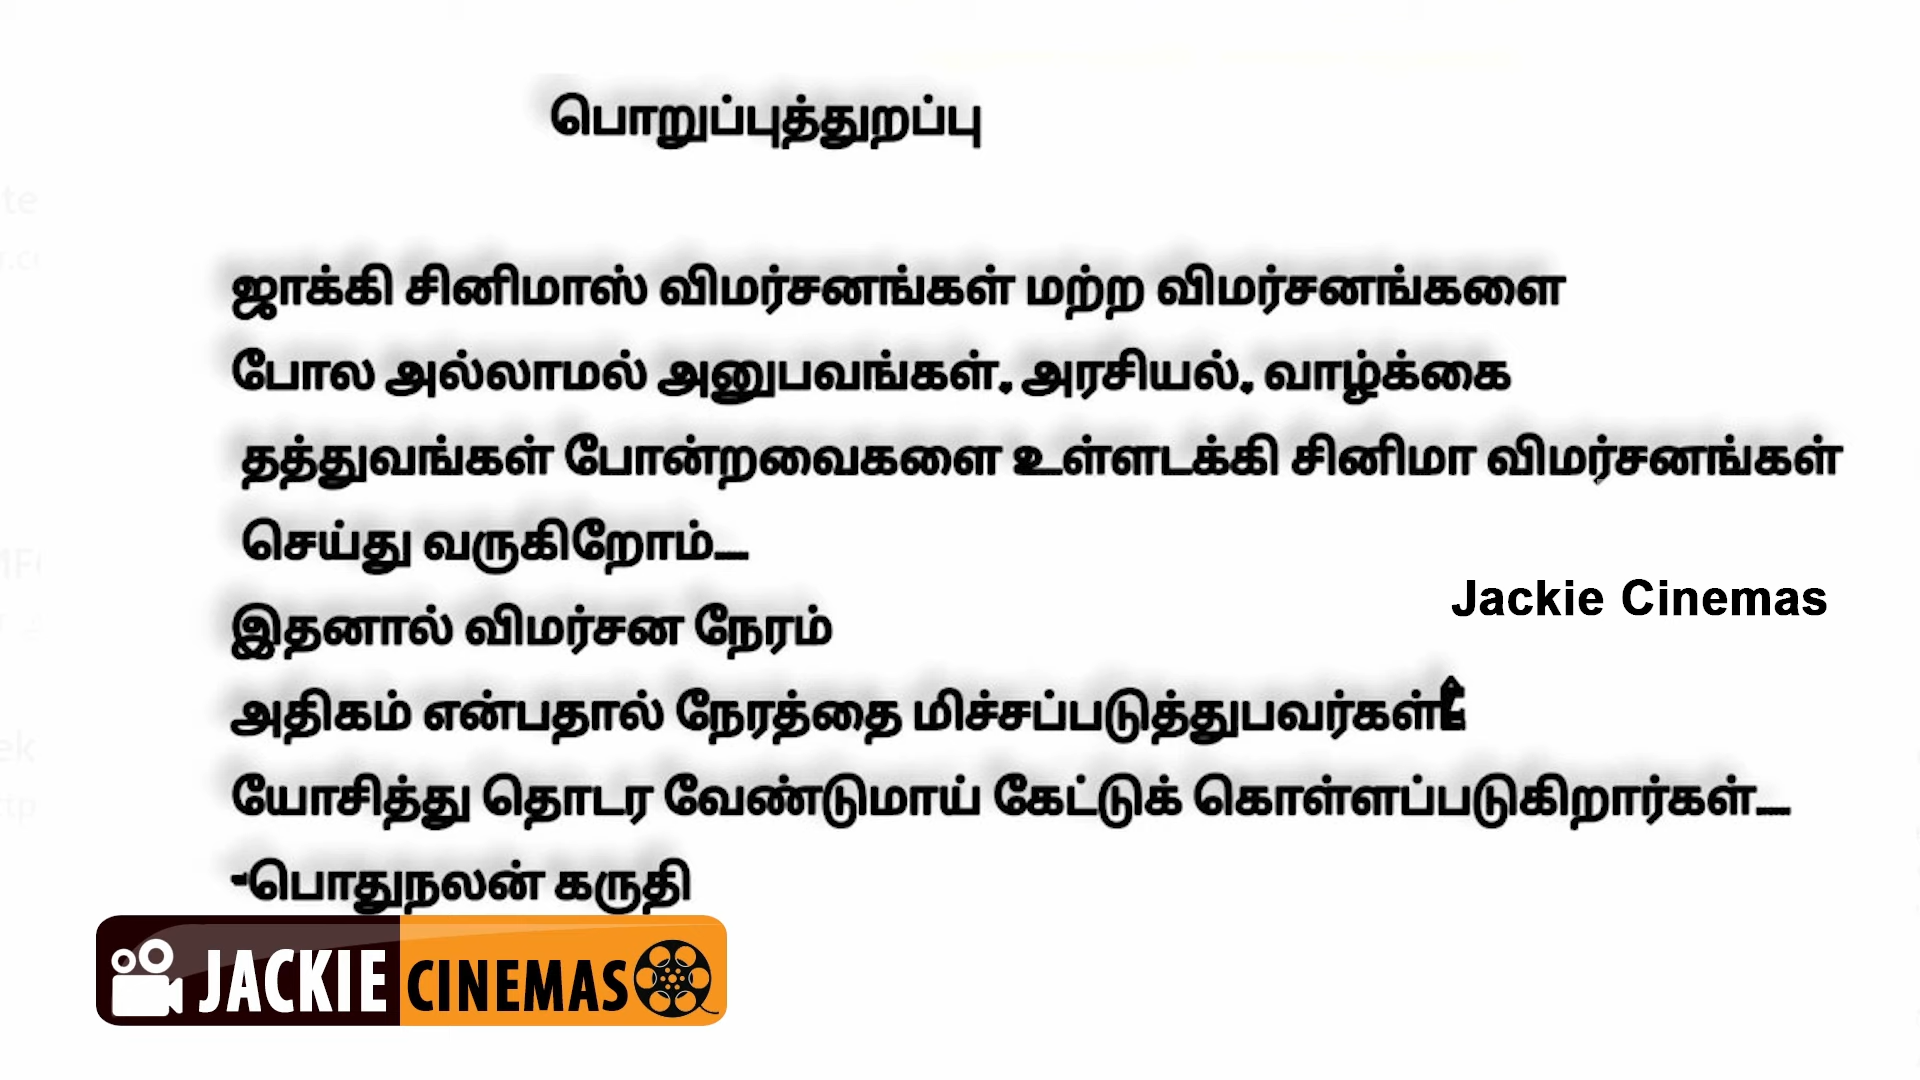 பொறுப்புத்துறப்பு
ஜாக்கி சினிமாஸ் விமர்சனங்கள் மற்ற விமர்சனங்களை
போல அல்லாமல் அனுபவங்கள், அரசியல், வாழ்க்கை
தத்துவங்கள் போன்றவைகளை உள்ளடக்கி சினிமா விமர்சனங்கள்
செய்து வருகிறோம்...
Jackie Cinemas
இதனால் விமர்சன நேரம்
அதிகம் என்பதால் நேரத்தை மிச்சப்படுத்துபவர்கள்
யோசித்து தொடர வேண்டுமாய் கேட்டுக் கொள்ளப்படுகிறார்கள்...
-பொதுநலன் கருதி
JACKIE CINEMAS